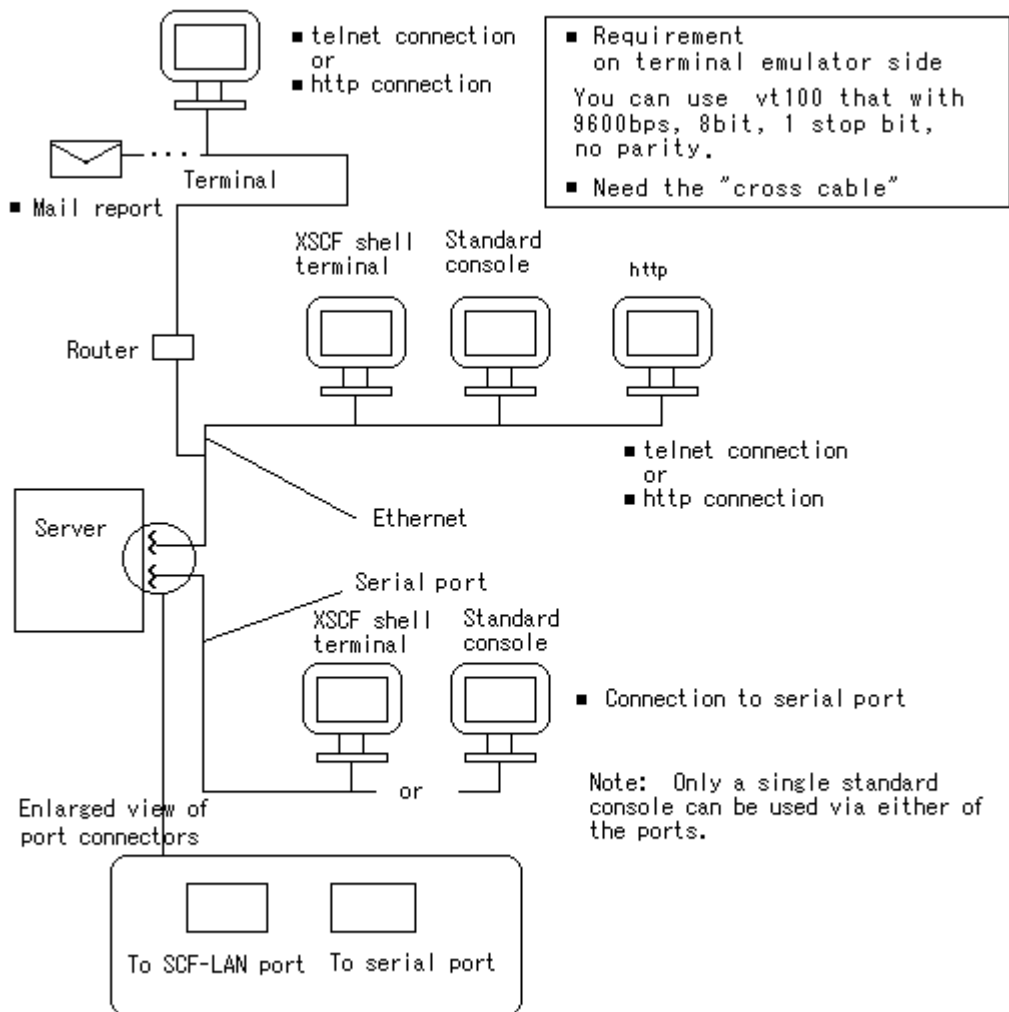 ■ telnet connection
or
■ http connection
■ Requirement
on terminal emulator side
You can use vt100 that with
9600bps, 8bit, 1 stop bit,
no parity.
■ Need the "cross cable"
Terminal
■ Mail report
XSCF shell
terminal
Standard
console
http
Router
■ telnet connection
or
■ http connection
Ethernet
Server
Serial port
XSCF shell
terminal
Standard
console
■ Connection to serial port
or
Note: Only a single standard
console can be used via either of
the ports.
Enlarged view of
port connectors
To SCF-LAN port
To serial port